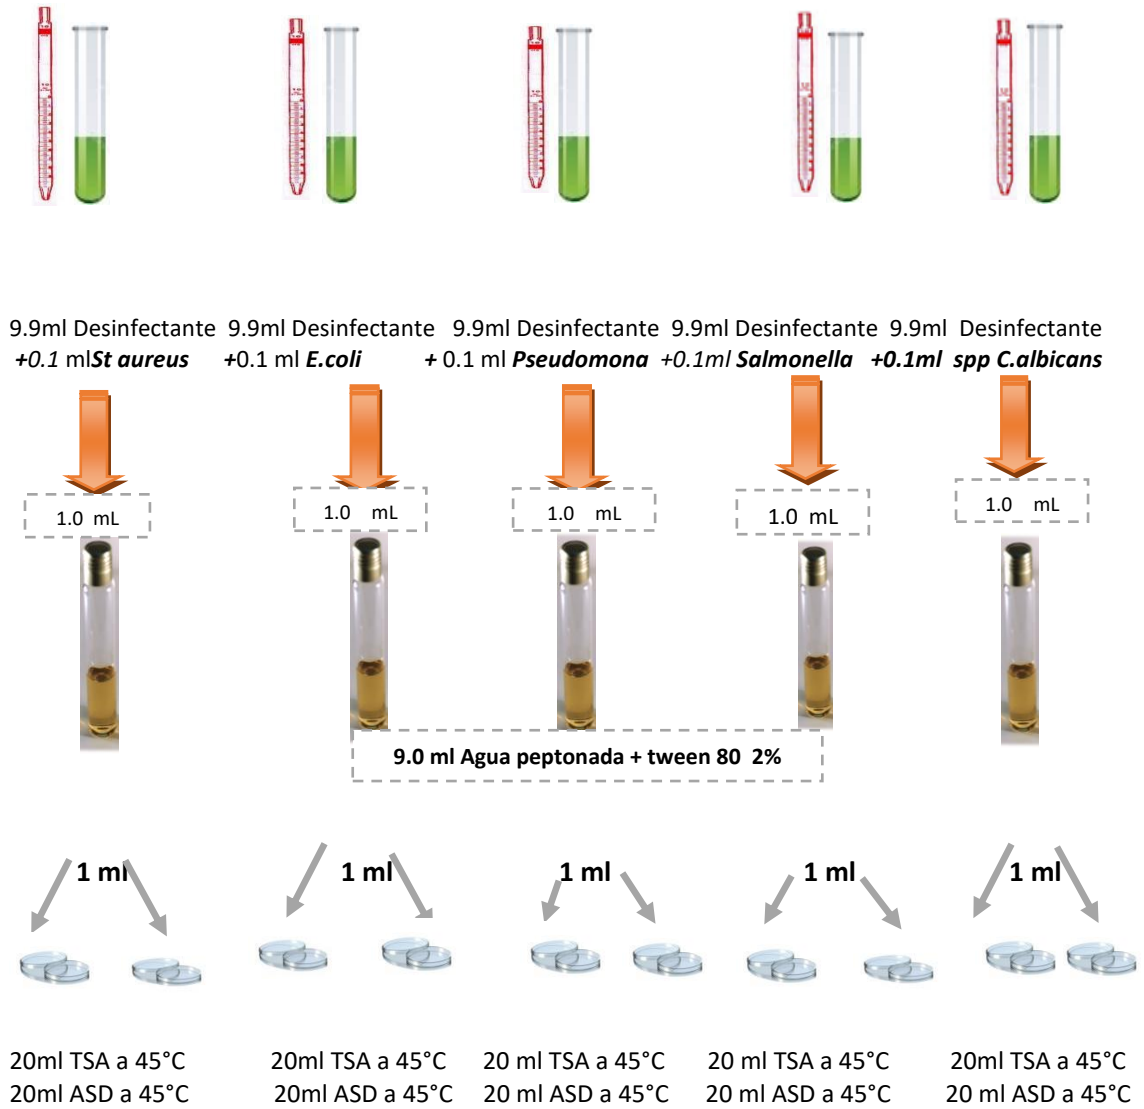 9.9ml Desinfectante 9.9ml Desinfectante 9.9ml Desinfectante 9.9ml Desinfectante 9.9ml Desinfectante
+0.1 mlSt aureus +0.1 ml E.coli + 0.1 ml Pseudomona +0.1ml Salmonella +0.1ml spp C.albicans
1.0 mL 1.0 mL 1.0 mL 1.0 mL 1.0 mL
9.0 ml Agua peptonada + tween 80 2%
1 ml 1 ml 1 ml 1 ml 1 ml
20ml TSA a 45°C 20ml TSA a 45°C 20 ml TSA a 45°C 20 ml TSA a 45°C 20ml TSA a 45°C
20ml ASD a 45°C 20ml ASD a 45°C 20 ml ASD a 45°C 20 ml ASD a 45°C 20 ml ASD a 45°C